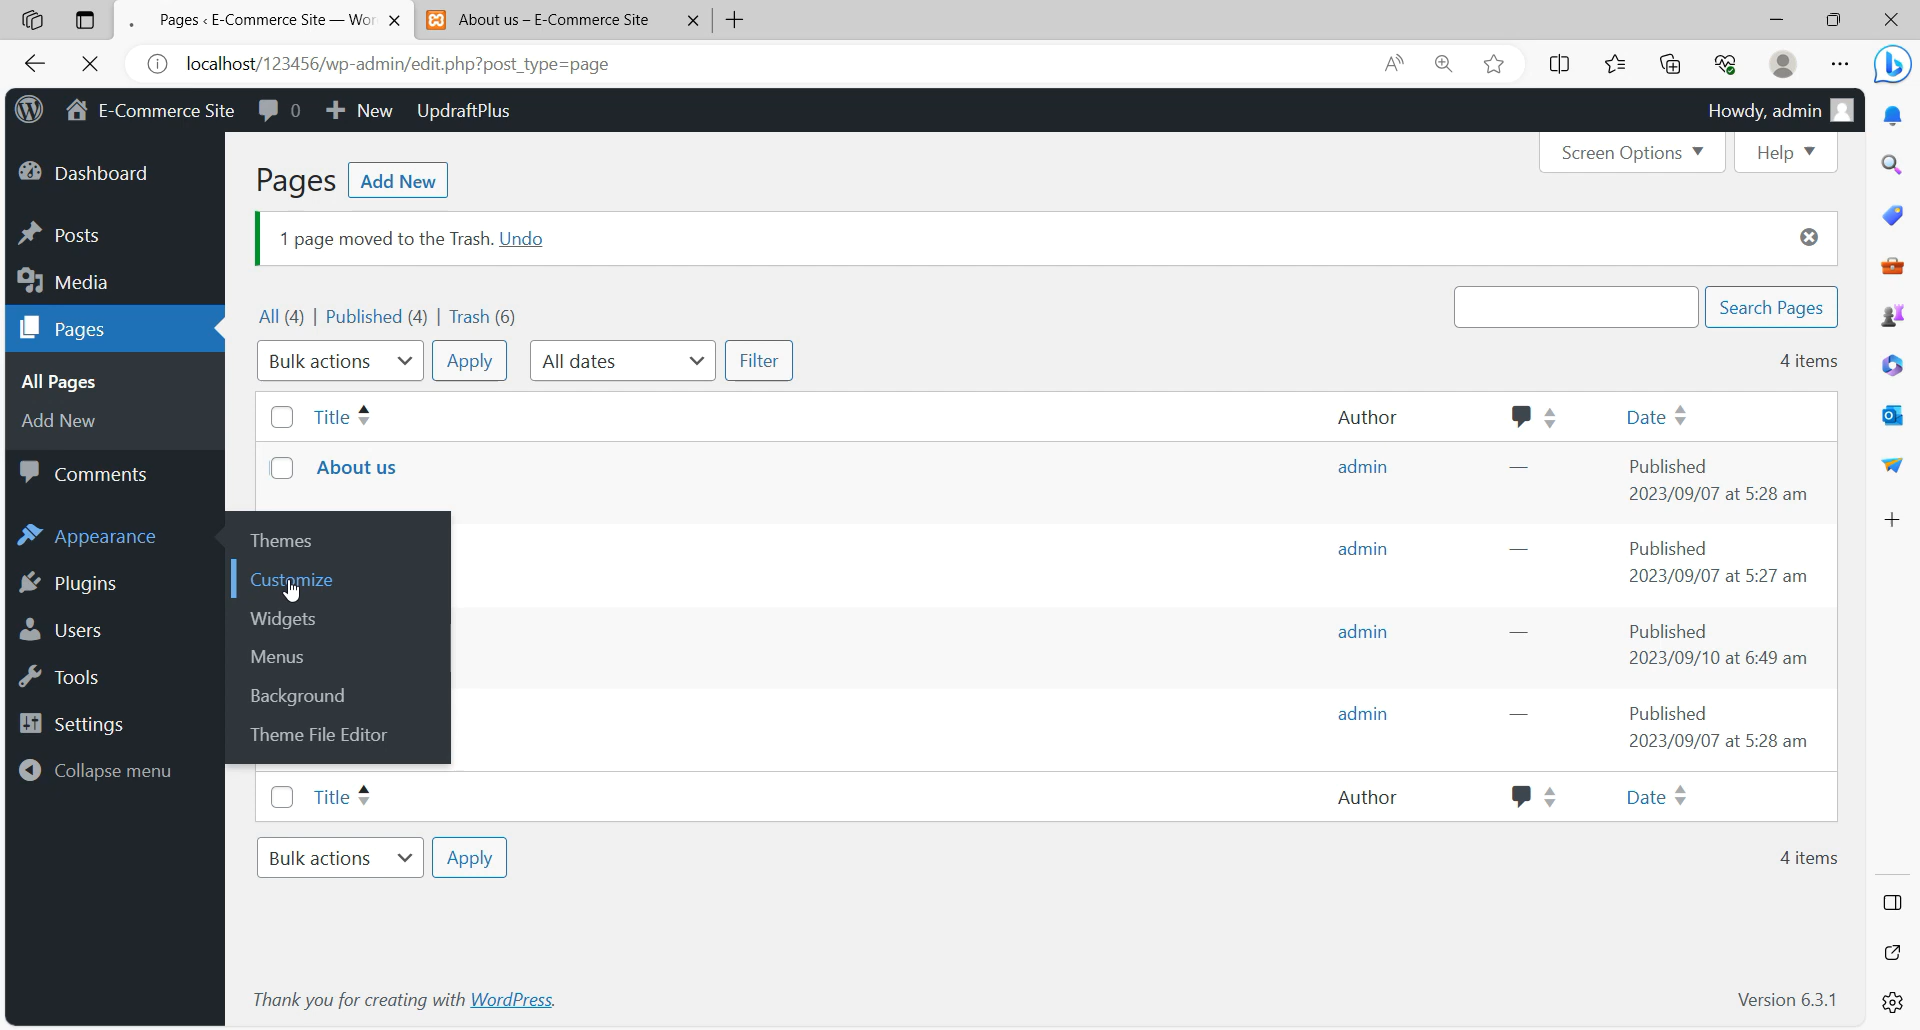 Pages ‹ E-Commerce Site — Wor
About us – E-Commerce Site
localhost/123456/wp-admin/edit.php?post_type=page
E-Commerce Site
0
New
UpdraftPlus
Howdy, admin
Screen Options
Help
Dashboard
Posts
Media
Pages
All Pages
Add New
Comments
Appearance
Plugins
Users
Tools
Settings
Collapse menu
Themes
Customize
Widgets
Menus
Background
Theme File Editor
Pages
Add New
1 page moved to the Trash. Undo
All (4) | Published (4) | Trash (6)
Search Pages
Bulk actions
Apply
All dates
Filter
4 items
Title
Author
Date
About us
admin
—
Published
2023/09/07 at 5:28 am
admin
—
Published
2023/09/07 at 5:27 am
admin
—
Published
2023/09/10 at 6:49 am
admin
—
Published
2023/09/07 at 5:28 am
Title
Author
Date
Bulk actions
Apply
4 items
Thank you for creating with WordPress.
Version 6.3.1